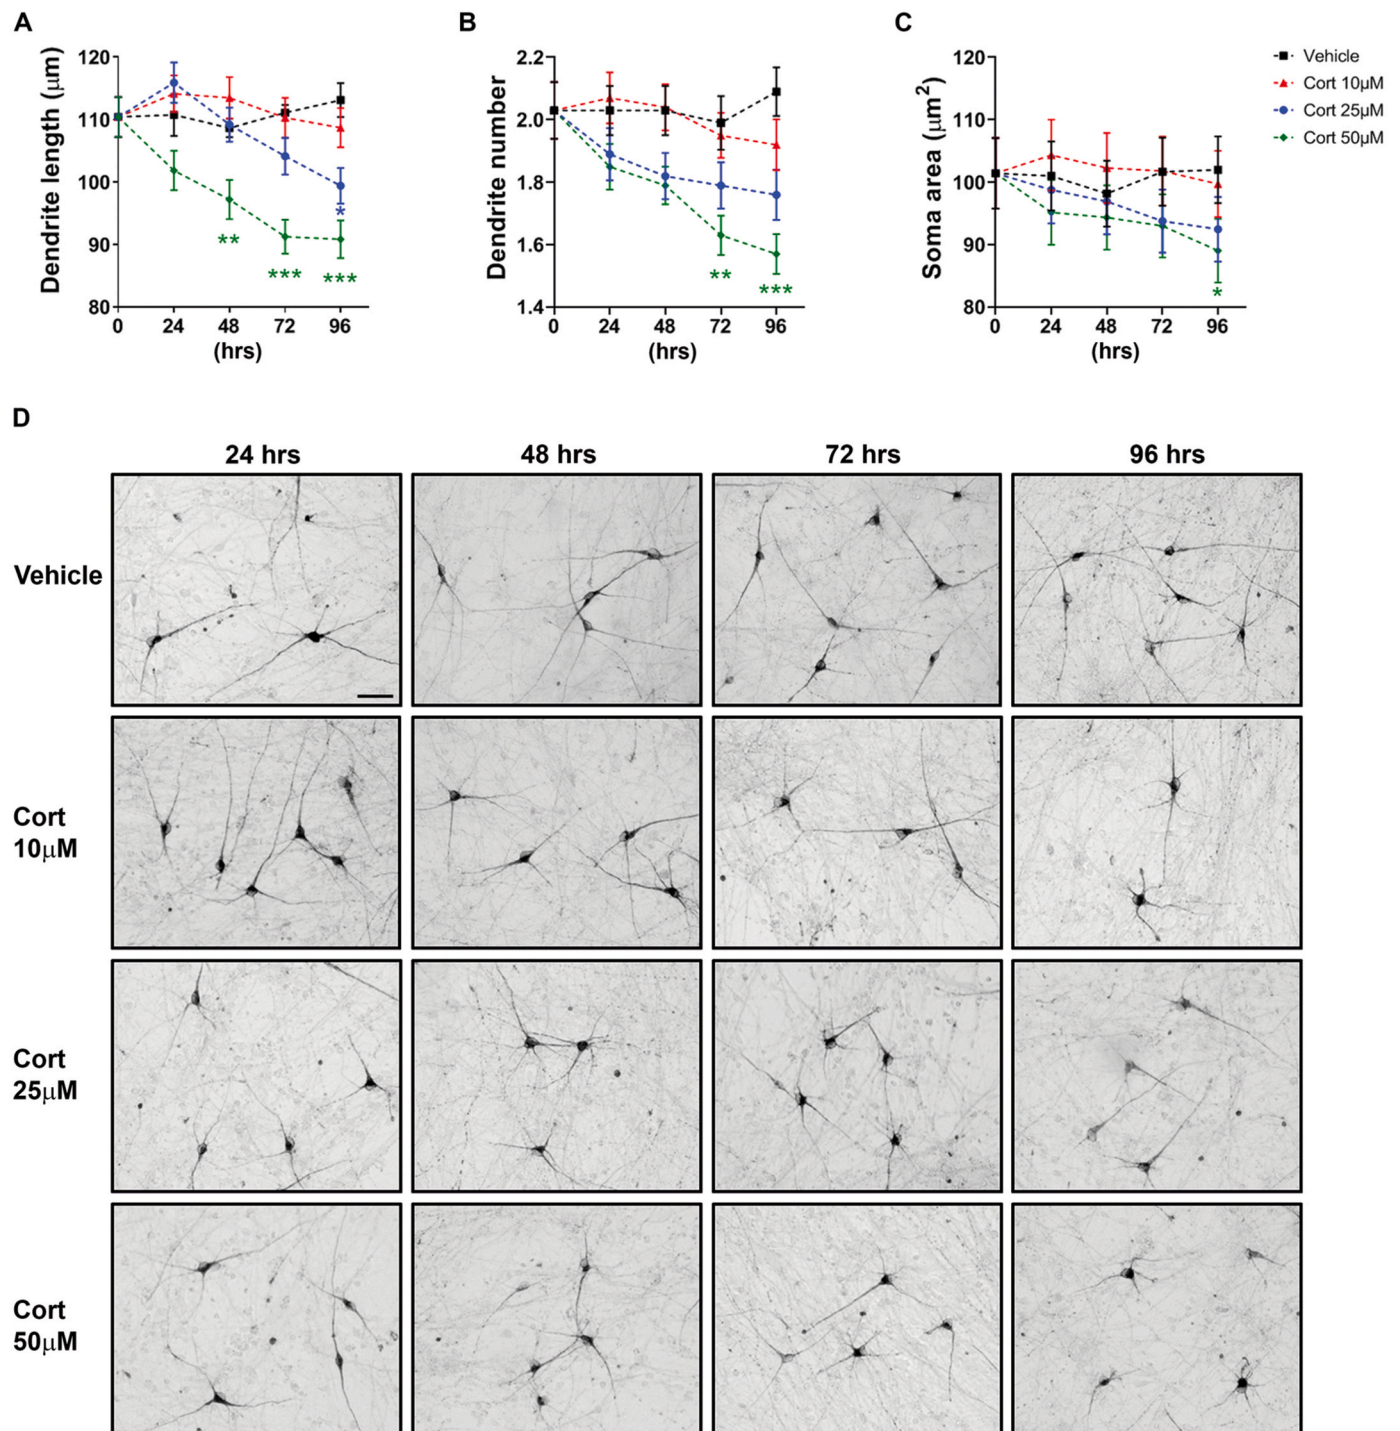 A
Dendrite length (μm)
120
110
100
90
80
0 24 48 72 96
(hrs)
*
**
***
***
B
Dendrite number
2.2
2.0
1.8
1.6
1.4
0 24 48 72 96
(hrs)
**
***
C
Soma area (μm²)
120
110
100
90
80
0 24 48 72 96
(hrs)
*
Vehicle
Cort 10μM
Cort 25μM
Cort 50μM
D
24 hrs 48 hrs 72 hrs 96 hrs
Vehicle
Cort
10μM
Cort
25μM
Cort
50μM